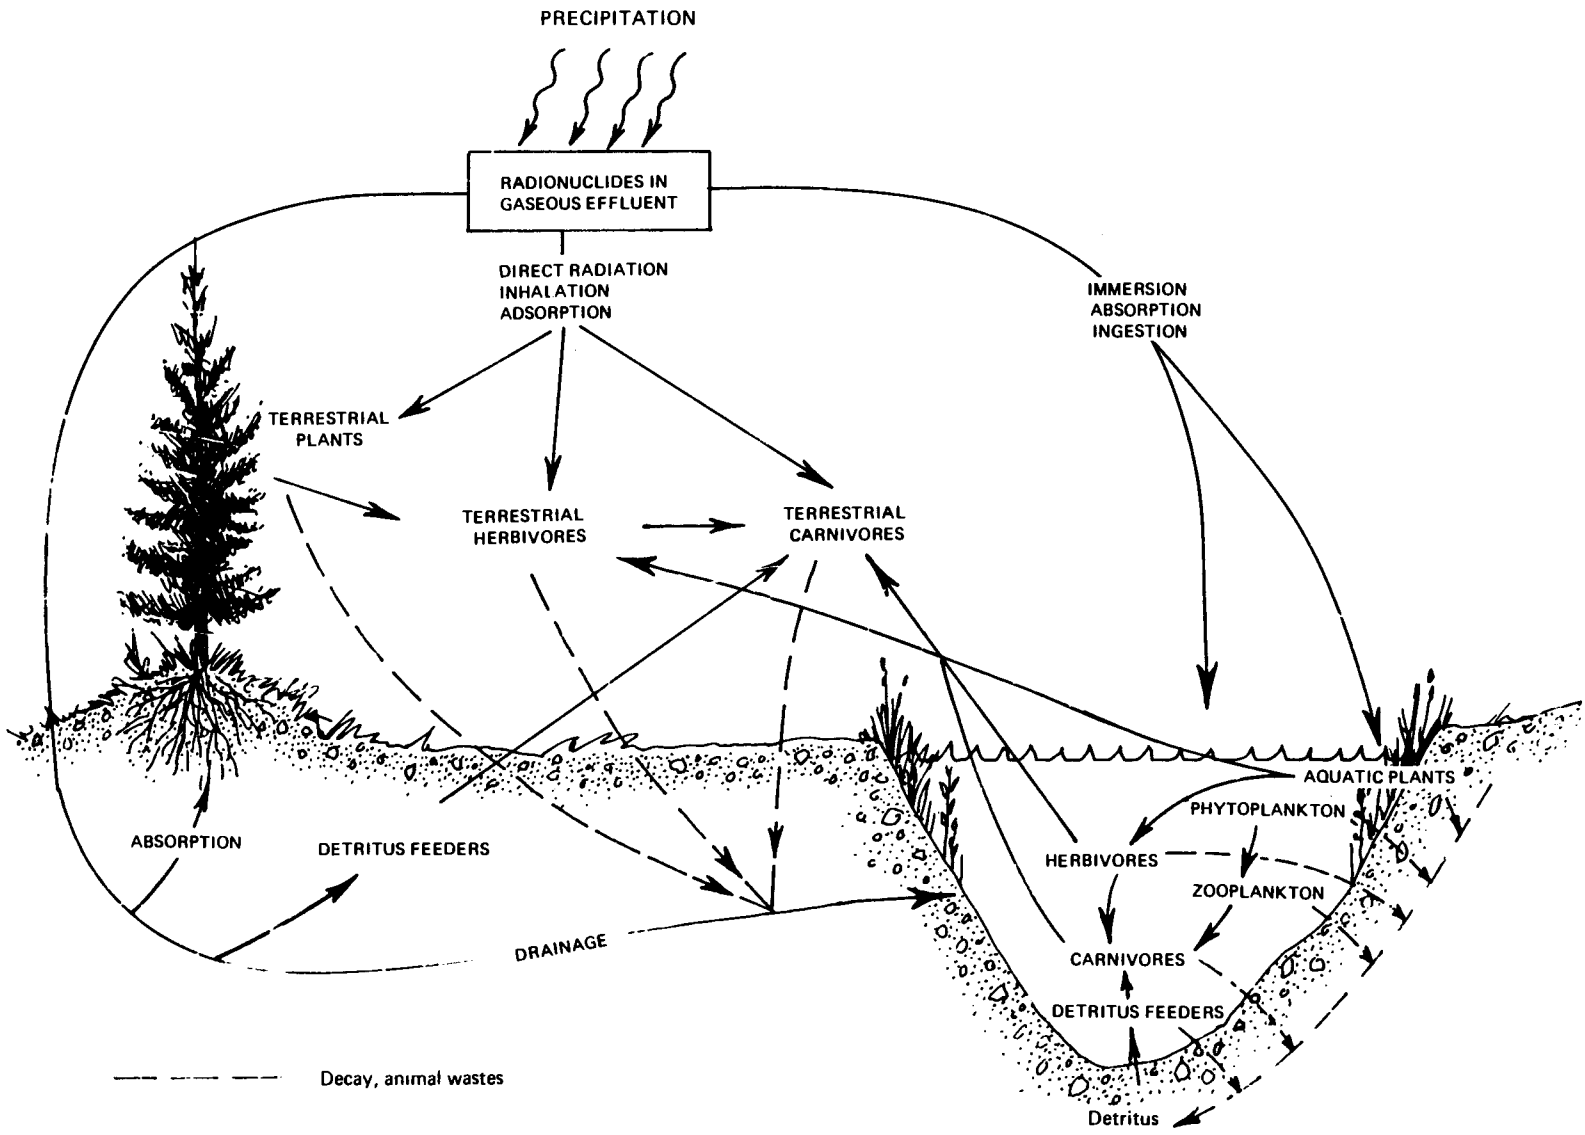 PRECIPITATION
RADIONUCLIDES IN
GASEOUS EFFLUENT
DIRECT RADIATION
INHALATION
ADSORPTION
IMMERSION
ABSORPTION
INGESTION
TERRESTRIAL
PLANTS
TERRESTRIAL
HERBIVORES
TERRESTRIAL
CARNIVORES
AQUATIC PLANTS
PHYTOPLANKTON
HERBIVORES
ZOOPLANKTON
CARNIVORES
DETRITUS FEEDERS
ABSORPTION
DETRITUS FEEDERS
DRAINAGE
Decay, animal wastes
Detritus